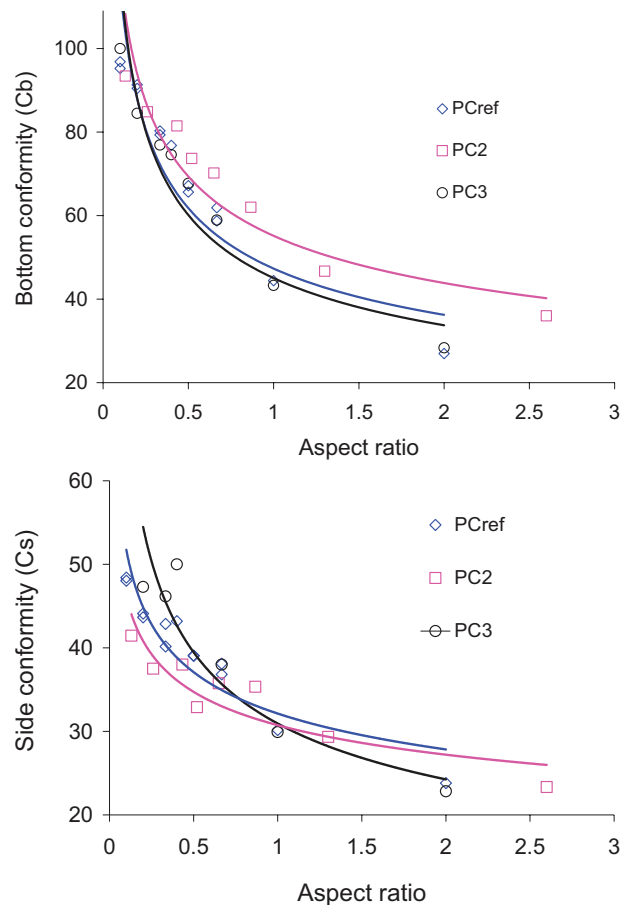 100
80
60
40
20
Bottom conformity (Cb)
PCref
PC2
PC3
0 0.5 1 1.5 2 2.5 3
Aspect ratio
60
50
40
30
20
Side conformity (Cs)
PCref
PC2
PC3
0 0.5 1 1.5 2 2.5 3
Aspect ratio